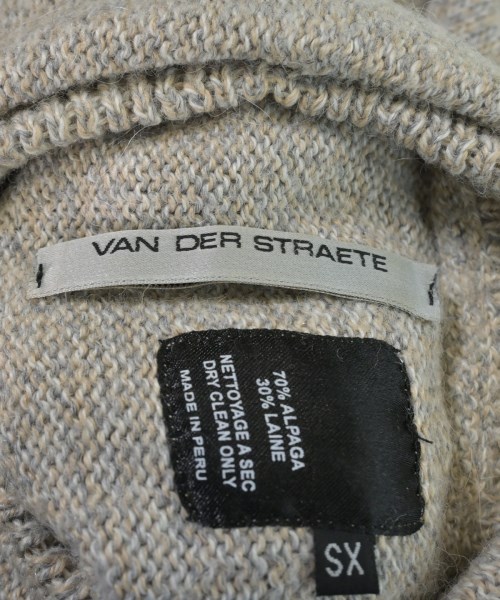 VAN DER STRAETE
70% ALPAGA
30% LAINE
NETTOYAGE A SEC
DRY CLEAN ONLY
MADE IN PERU
SX